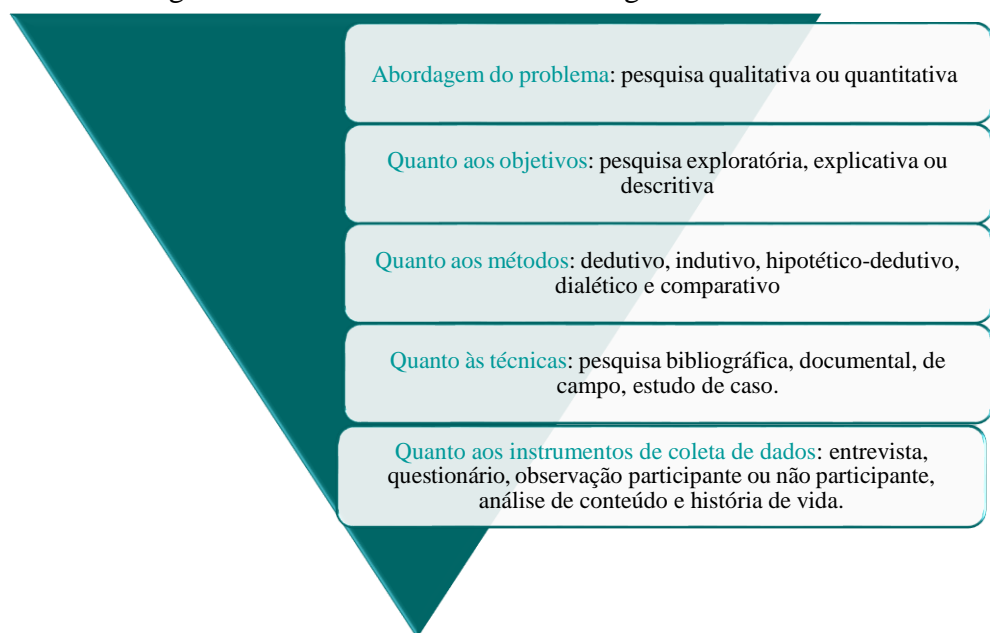 Abordagem do problema: pesquisa qualitativa ou quantitativa
Quanto aos objetivos: pesquisa exploratória, explicativa ou
descritiva
Quanto aos métodos: dedutivo, indutivo, hipotético-dedutivo,
dialético e comparativo
Quanto às técnicas: pesquisa bibliográfica, documental, de
campo, estudo de caso.
Quanto aos instrumentos de coleta de dados: entrevista,
questionário, observação participante ou não participante,
análise de conteúdo e história de vida.